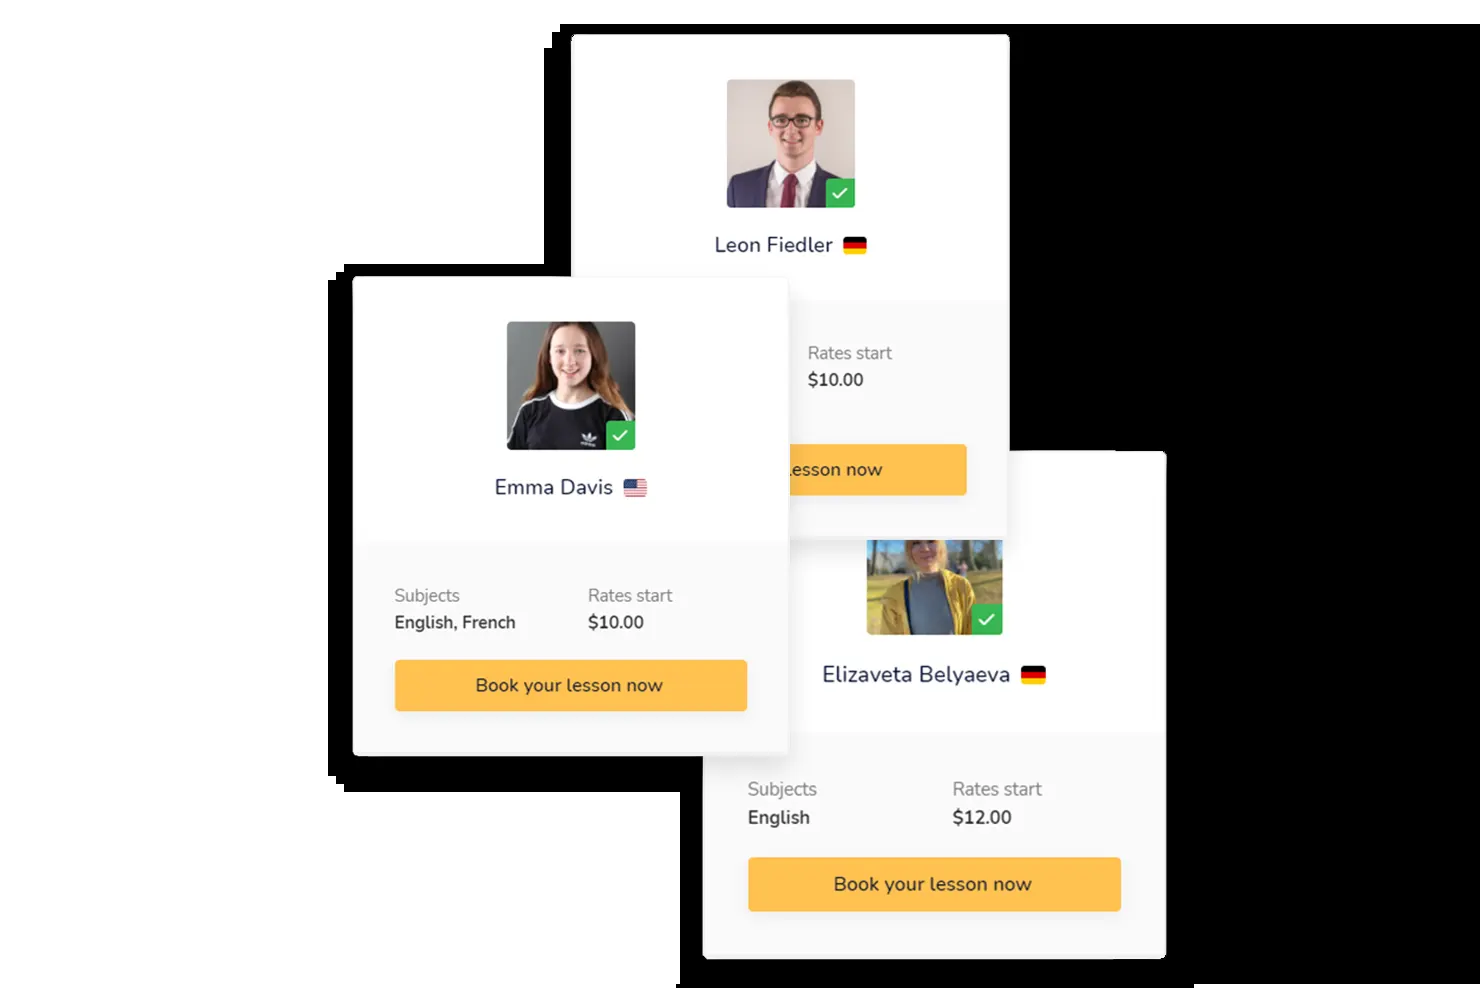 Leon Fiedler
Rates start
$10.00
lesson now
Emma Davis
Subjects
Rates start
English, French
$10.00
Book your lesson now
Elizaveta Belyaeva
Subjects
Rates start
English
$12.00
Book your lesson now